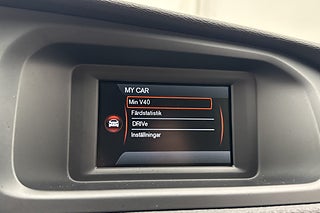 MY CAR
Min V40
Färdstatistik
DRIVe
Inställningar